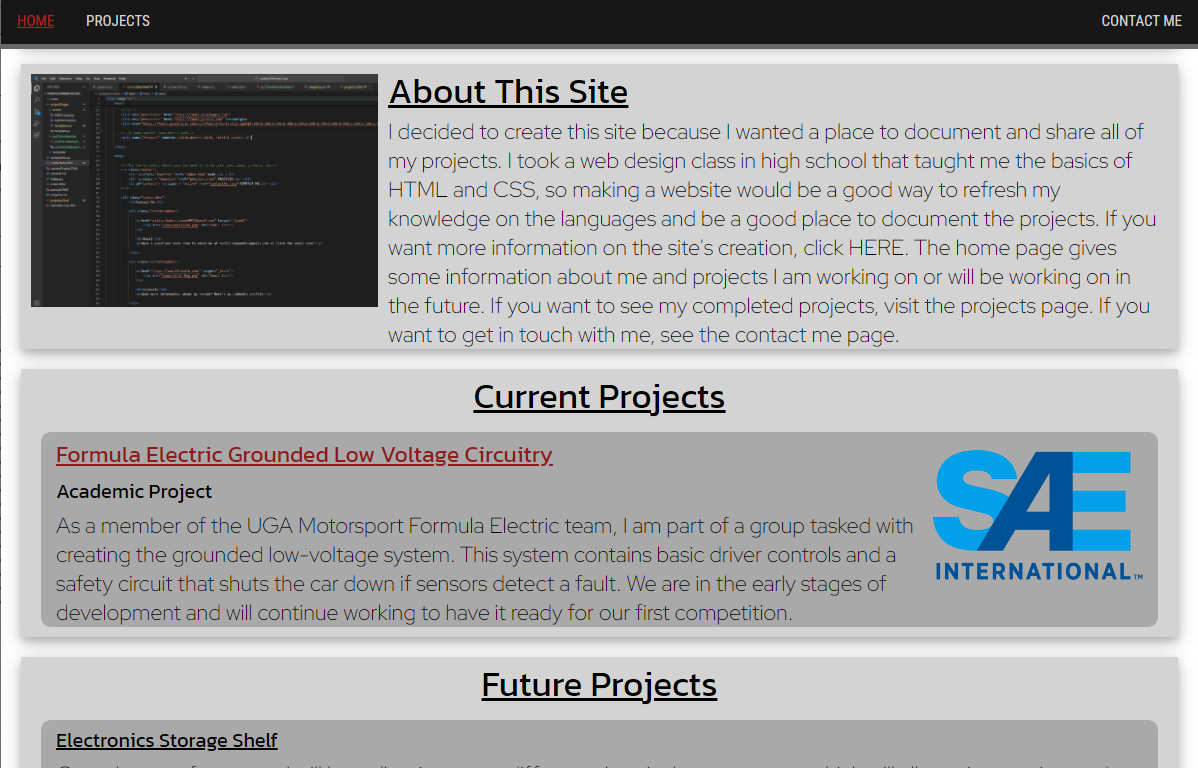 HOME
PROJECTS
CONTACT ME
About This Site
I decided to create this site because I wanted a place to document and share all of
my projects. I took a web design class in high school that taught me the basics of
HTML and CSS, so making a website would be a good way to refresh my
knowledge on the languages and be a good place to document the projects. If you
want more information on the site's creation, click HERE. The home page gives
some information about me and projects I am working on or will be working on in
the future. If you want to see my completed projects, visit the projects page. If you
want to get in touch with me, see the contact me page.
Current Projects
Formula Electric Grounded Low Voltage Circuitry
Academic Project
As a member of the UGA Motorsport Formula Electric team, I am part of a group tasked with
creating the grounded low-voltage system. This system contains basic driver controls and a
safety circuit that shuts the car down if sensors detect a fault. We are in the early stages of
development and will continue working to have it ready for our first competition.
SAE
INTERNATIONAL™
Future Projects
Electronics Storage Shelf